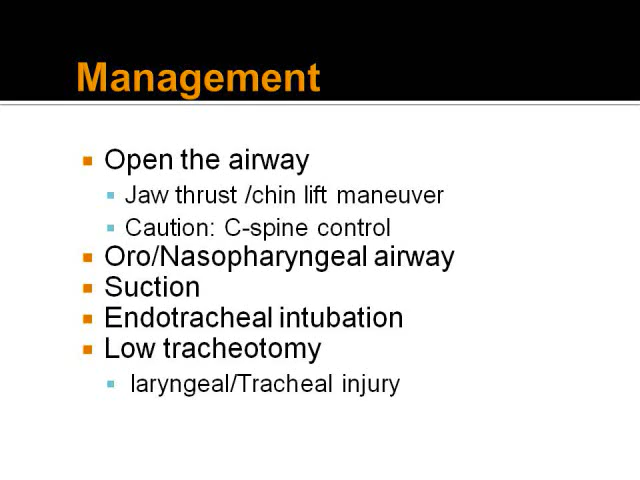 Management
Open the airway
Jaw thrust /chin lift maneuver
Caution: C-spine control
Oro/Nasopharyngeal airway
Suction
Endotracheal intubation
Low tracheotomy
laryngeal/Tracheal injury